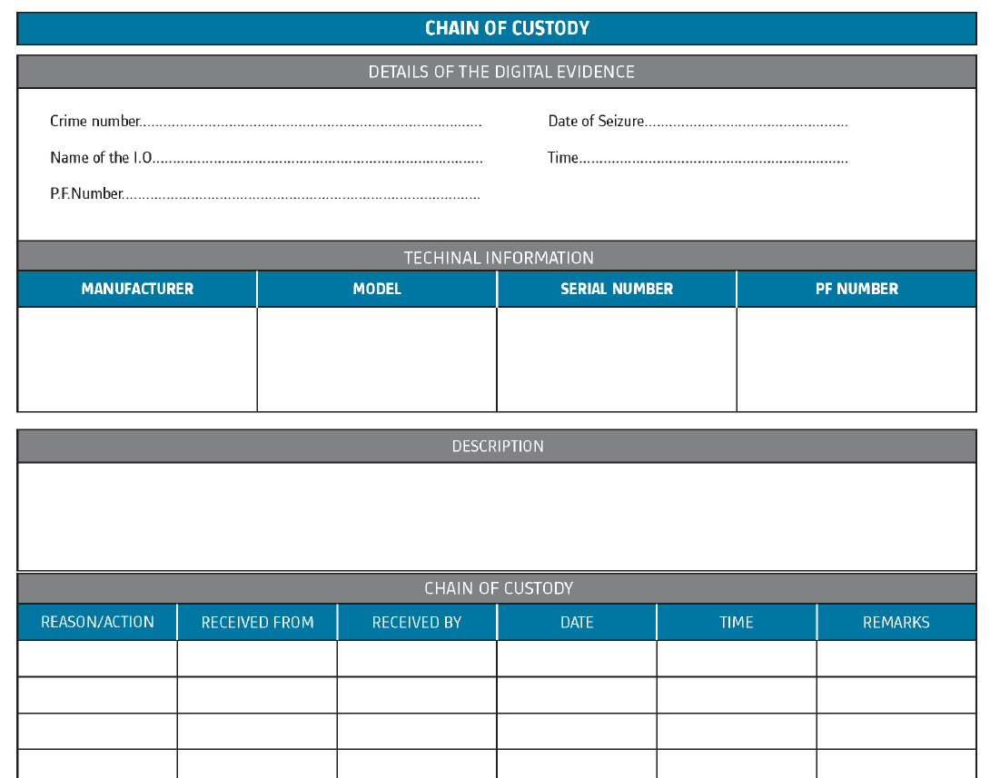 CHAIN OF CUSTODY
DETAILS OF THE DIGITAL EVIDENCE
Crime number.................................................................................... Date of Seizure..................................................
Name of the I.O................................................................................. Time..................................................................
P.F.Number.......................................................................................
TECHINAL INFORMATION
MANUFACTURER MODEL SERIAL NUMBER PF NUMBER
DESCRIPTION
CHAIN OF CUSTODY
REASON/ACTION RECEIVED FROM RECEIVED BY DATE TIME REMARKS